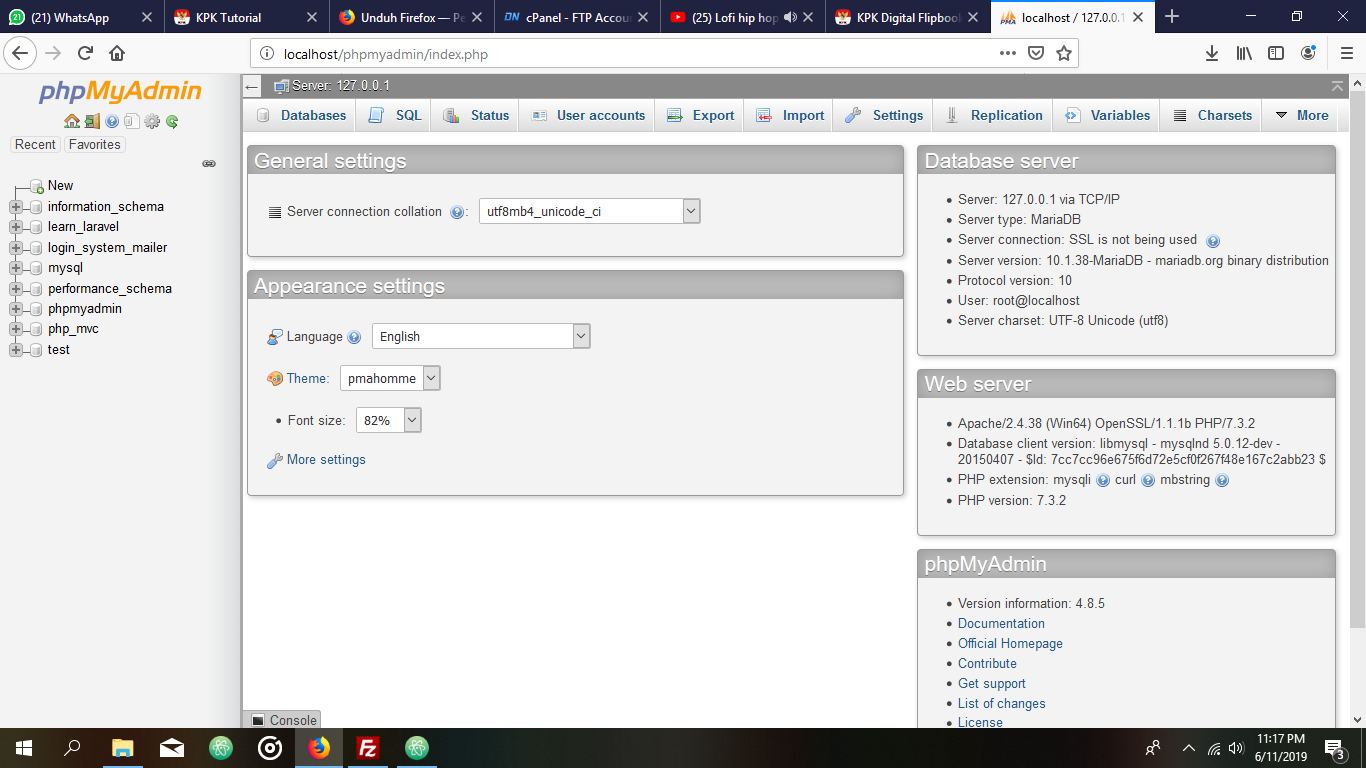 (21) WhatsApp
KPK Tutorial
Unduh Firefox — Pe
cPanel - FTP Accou
(25) Lofi hip hop
KPK Digital Flipbook
localhost / 127.0.0.1
localhost/phpmyadmin/index.php
phpMyAdmin
Recent Favorites
New
information_schema
learn_laravel
login_system_mailer
mysql
performance_schema
phpmyadmin
php_mvc
test
Server: 127.0.0.1
Databases SQL Status User accounts Export Import Settings Replication Variables Charsets More
General settings
Server connection collation : utf8mb4_unicode_ci
Appearance settings
Language English
Theme: pmahomme
Font size: 82%
More settings
Database server
Server: 127.0.0.1 via TCP/IP
Server type: MariaDB
Server connection: SSL is not being used
Server version: 10.1.38-MariaDB - mariadb.org binary distribution
Protocol version: 10
User: root@localhost
Server charset: UTF-8 Unicode (utf8)
Web server
Apache/2.4.38 (Win64) OpenSSL/1.1.1b PHP/7.3.2
Database client version: libmysql - mysqlnd 5.0.12-dev -
20150407 - $Id: 7cc7cc96e675f6d72e5cf0f267f48e167c2abb23 $
PHP extension: mysqli curl mbstring
PHP version: 7.3.2
phpMyAdmin
Version information: 4.8.5
Documentation
Official Homepage
Contribute
Get support
List of changes
License
Console
11:17 PM
6/11/2019
3